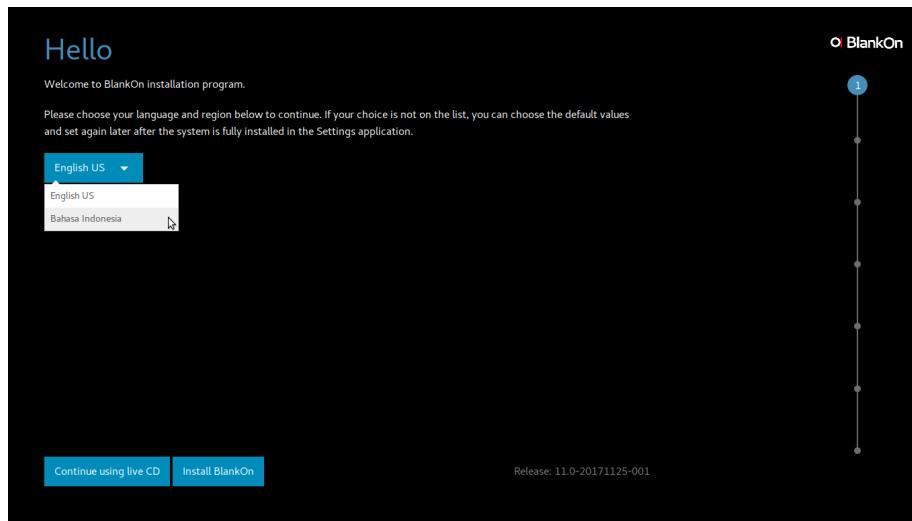 Hello
BlankOn
Welcome to BlankOn installation program.
1
Please choose your language and region below to continue. If your choice is not on the list, you can choose the default values
and set again later after the system is fully installed in the Settings application.
English US
English US
Bahasa Indonesia
Continue using live CD
Install BlankOn
Release: 11.0-20171125-001